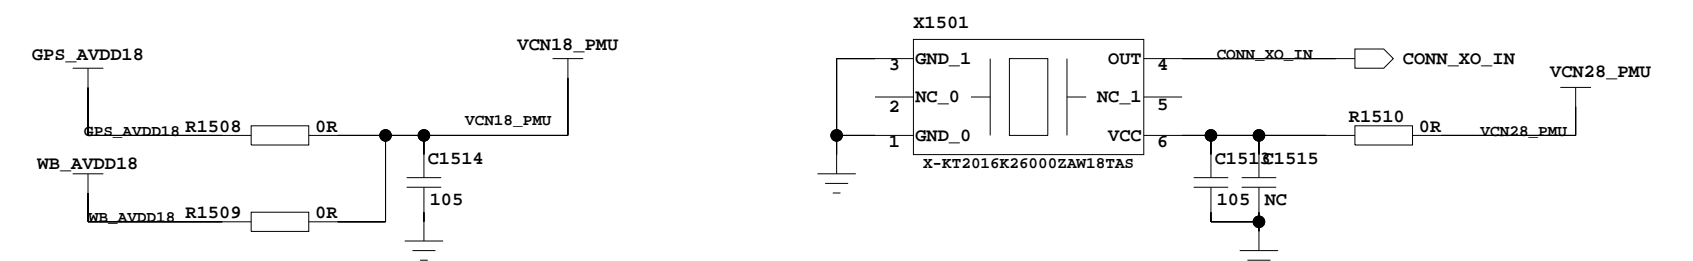 GPS_AVDD18
VCN18_PMU
GPS_AVDD18 R1508 0R VCN18_PMU
WB_AVDD18
C1514
105
WB_AVDD18 R1509 0R
X1501
3 GND_1 OUT 4 CONN_XO_IN CONN_XO_IN
2 NC_0 NC_1 5
1 GND_0 VCC 6
X-KT2016K26000ZAW18TAS
VCN28_PMU
R1510 0R VCN28_PMU
C1513 C1515
105 NC